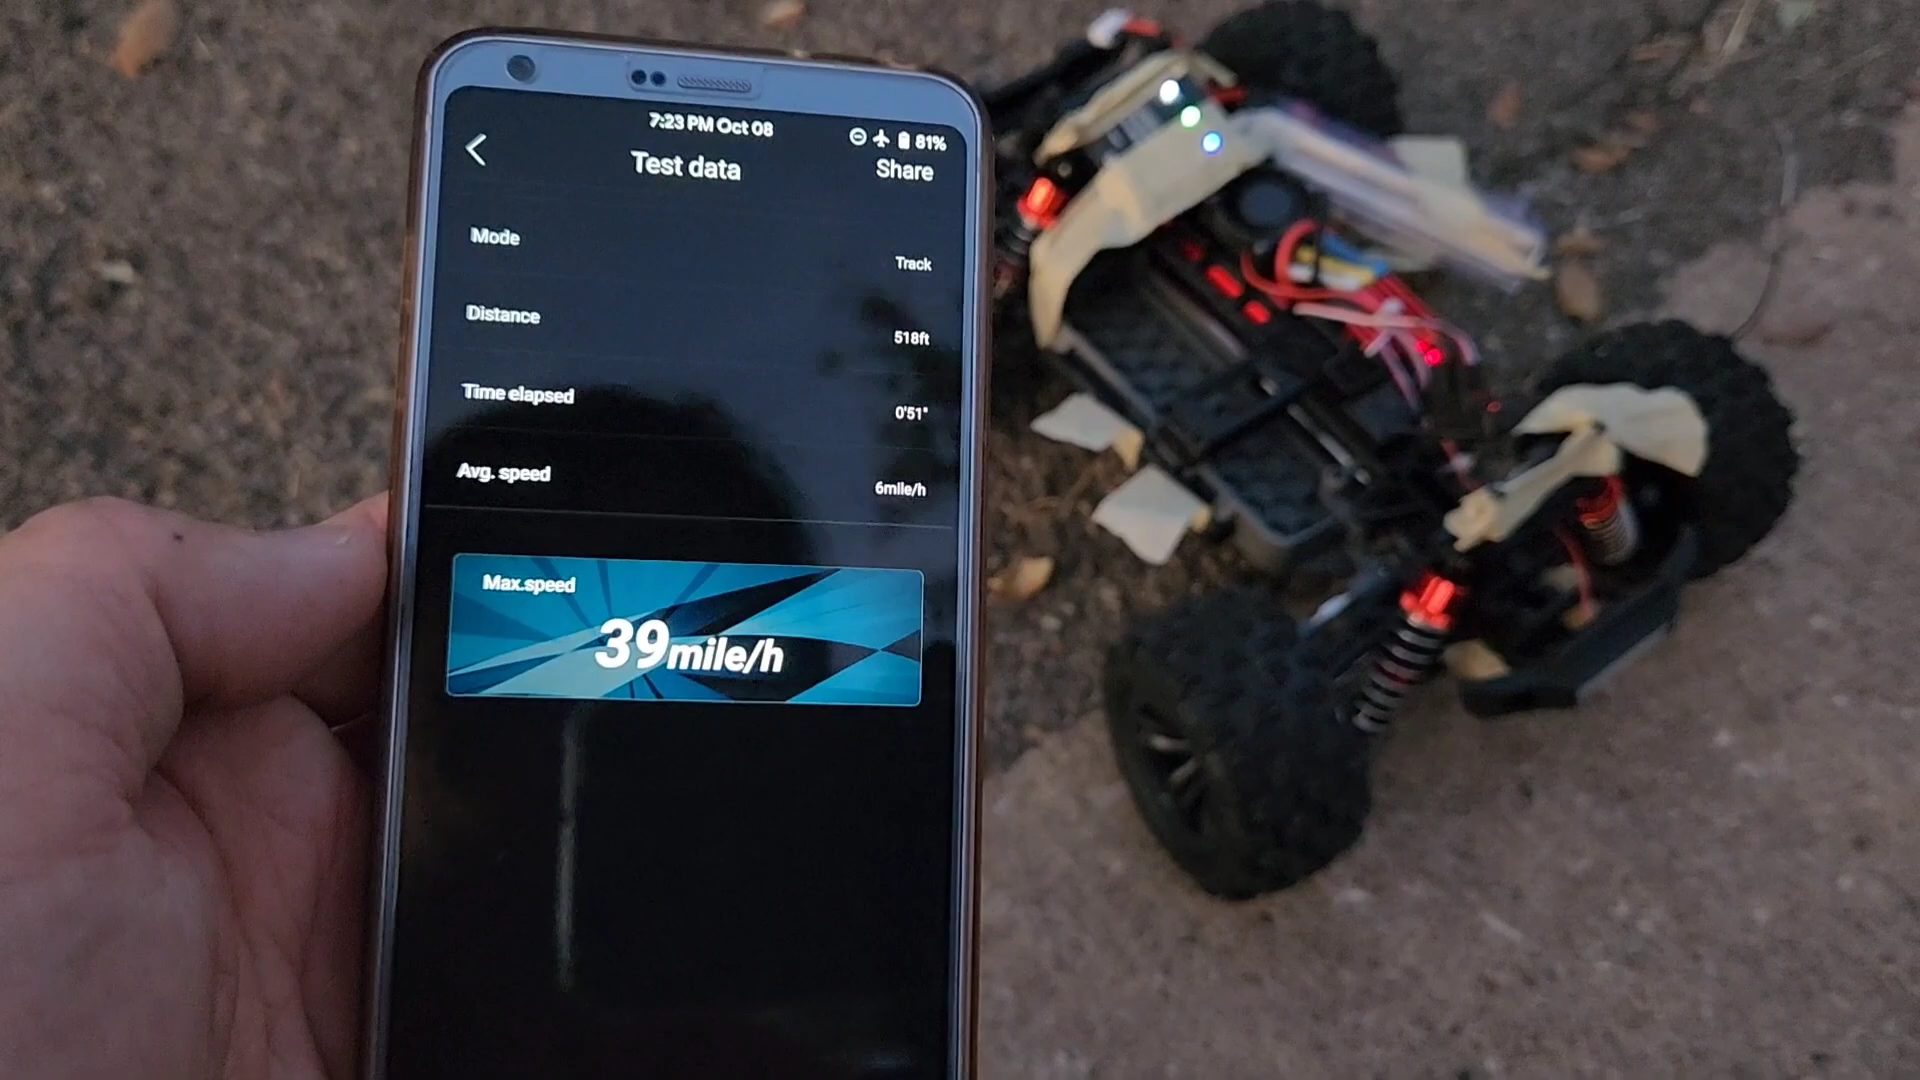 7:23 PM Oct 08
81%
Test data
Share
Mode
Track
Distance
518ft
Time elapsed
0'51"
Avg. speed
6mile/h
Max.speed
39mile/h